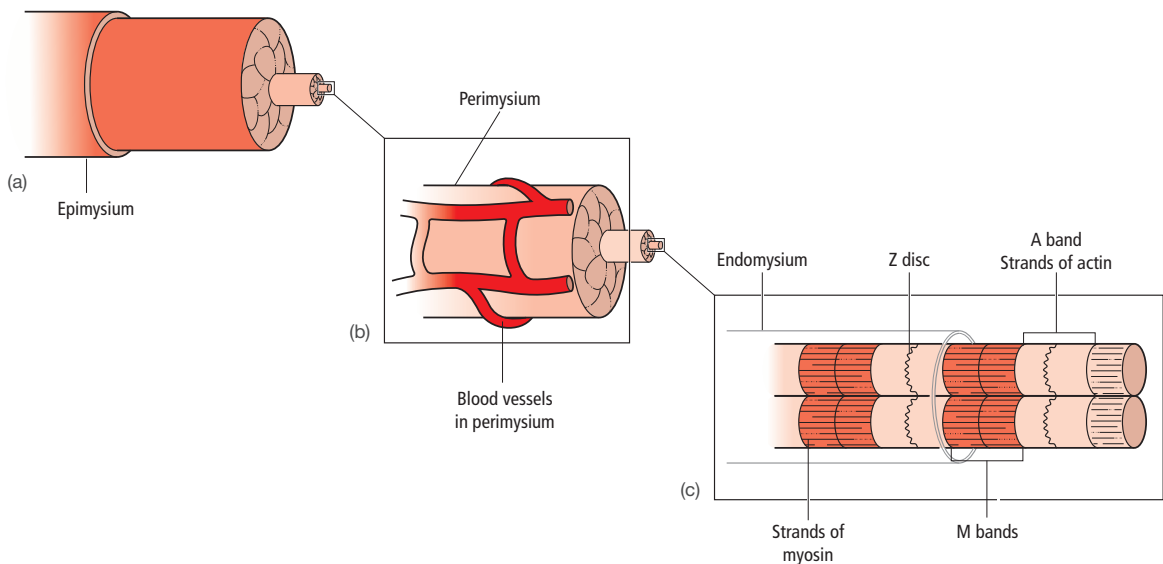 (a)
Epimysium
Perimysium
(b)
Blood vessels
in perimysium
Endomysium
Z disc
A band
Strands of actin
(c)
Strands of
myosin
M bands